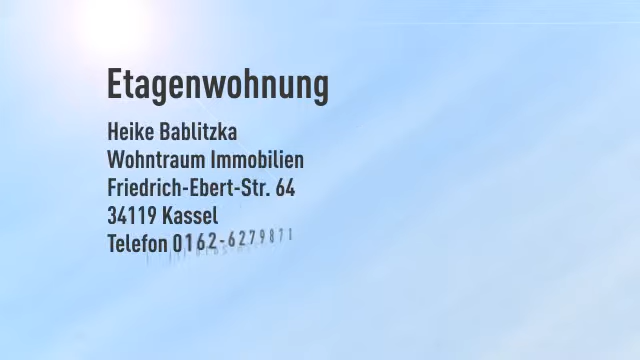 Etagenwohnung
Heike Bablitzka
Wohntraum Immobilien
Friedrich-Ebert-Str. 64
34119 Kassel
Telefon 0162-6279871